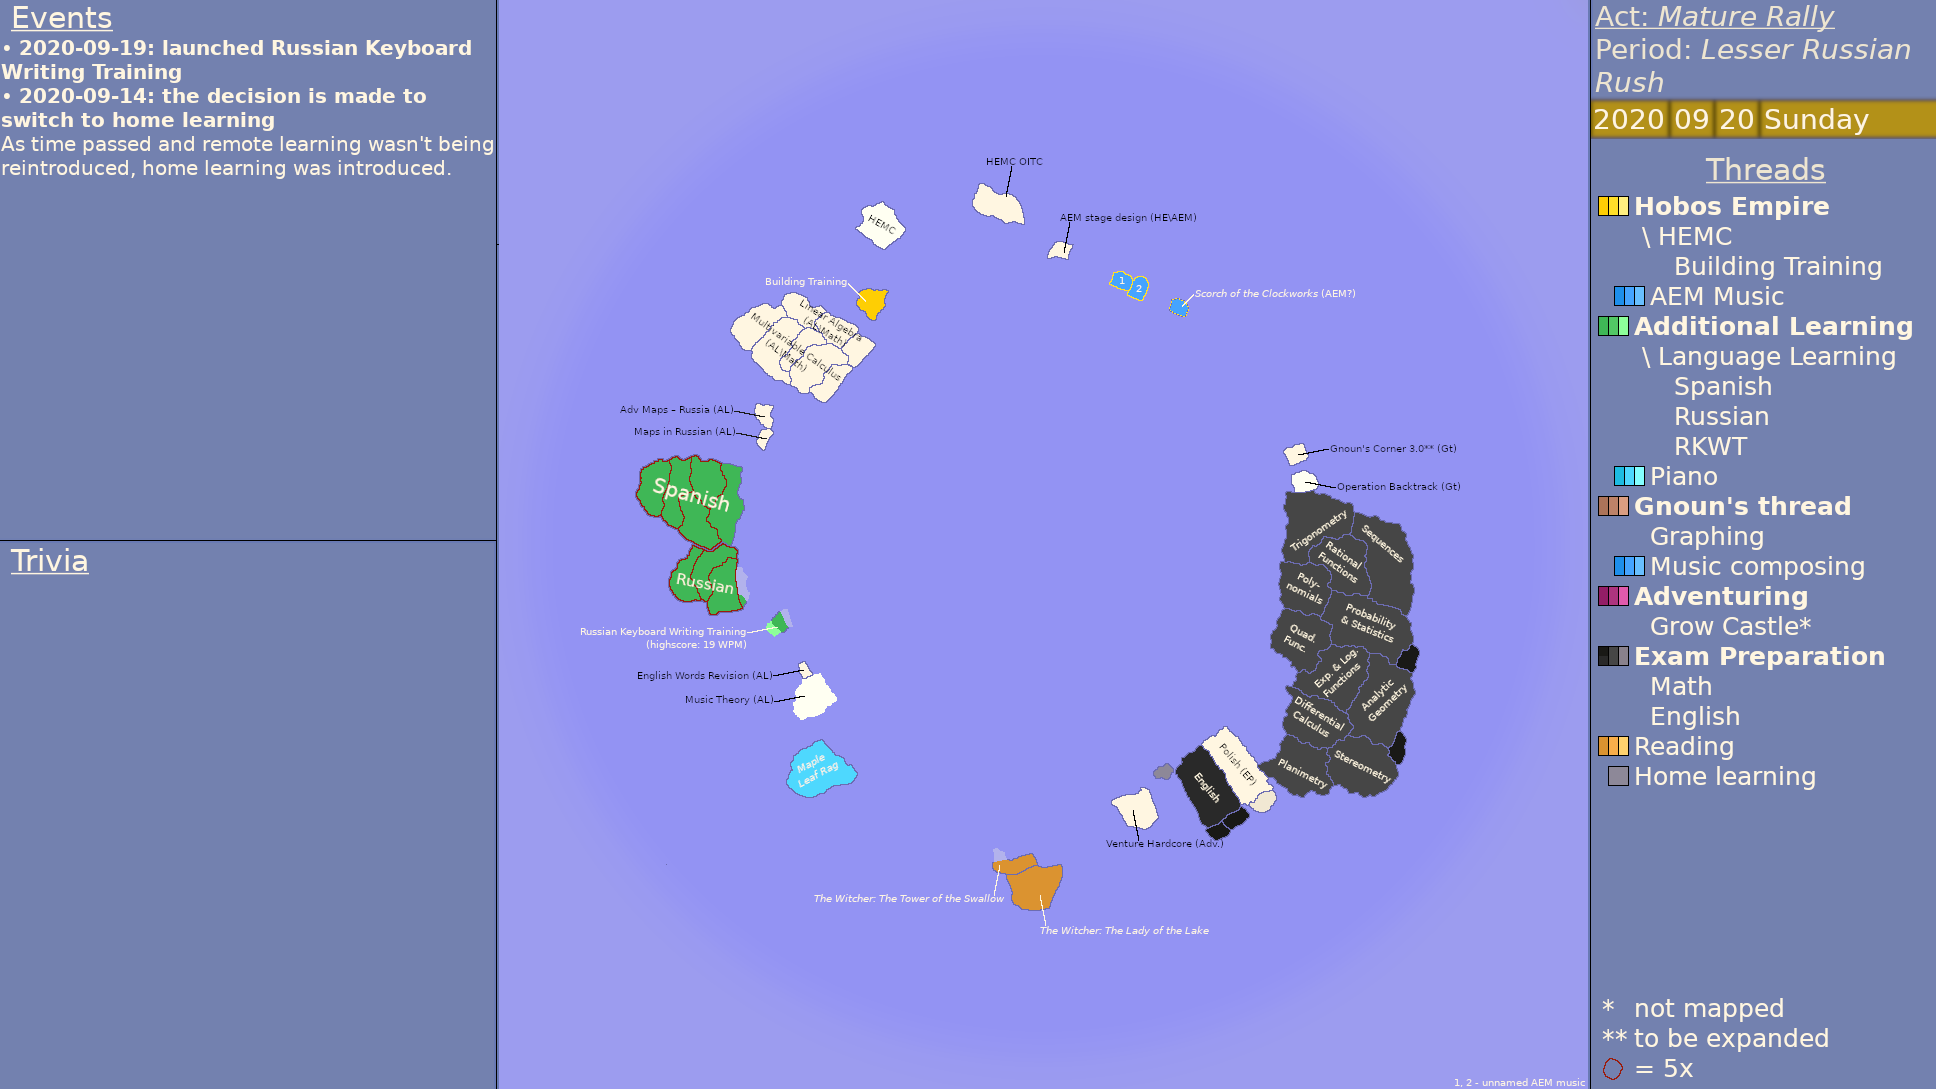 Events
• 2020-09-19: launched Russian Keyboard
Writing Training
• 2020-09-14: the decision is made to
switch to home learning
As time passed and remote learning wasn't being
reintroduced, home learning was introduced.
Trivia
HEMC OITC
HEMC
AEM stage design (HE\AEM)
Building Training
1
2
Scorch of the Clockworks (AEM?)
Linear Algebra
(AL\Math)
Multivariable Calculus
(AL\Math)
Adv Maps – Russia (AL)
Maps in Russian (AL)
Spanish
Russian
Russian Keyboard Writing Training
(highscore: 19 WPM)
English Words Revision (AL)
Music Theory (AL)
Maple
Leaf Rag
Gnoun's Corner 3.0** (Gt)
Operation Backtrack (Gt)
Trigonometry
Sequences
Rational
Functions
Poly-
nomials
Probability
& Statistics
Quad.
Func.
Exp. & Log.
Functions
Analytic
Geometry
Differential
Calculus
Planimetry
Stereometry
Polish (EP)
English
Venture Hardcore (Adv.)
The Witcher: The Tower of the Swallow
The Witcher: The Lady of the Lake
1, 2 - unnamed AEM music
Act: Mature Rally
Period: Lesser Russian
Rush
2020 09 20 Sunday
Threads
Hobos Empire
\ HEMC
Building Training
AEM Music
Additional Learning
\ Language Learning
Spanish
Russian
RKWT
Piano
Gnoun's thread
Graphing
Music composing
Adventuring
Grow Castle*
Exam Preparation
Math
English
Reading
Home learning
* not mapped
** to be expanded
= 5x